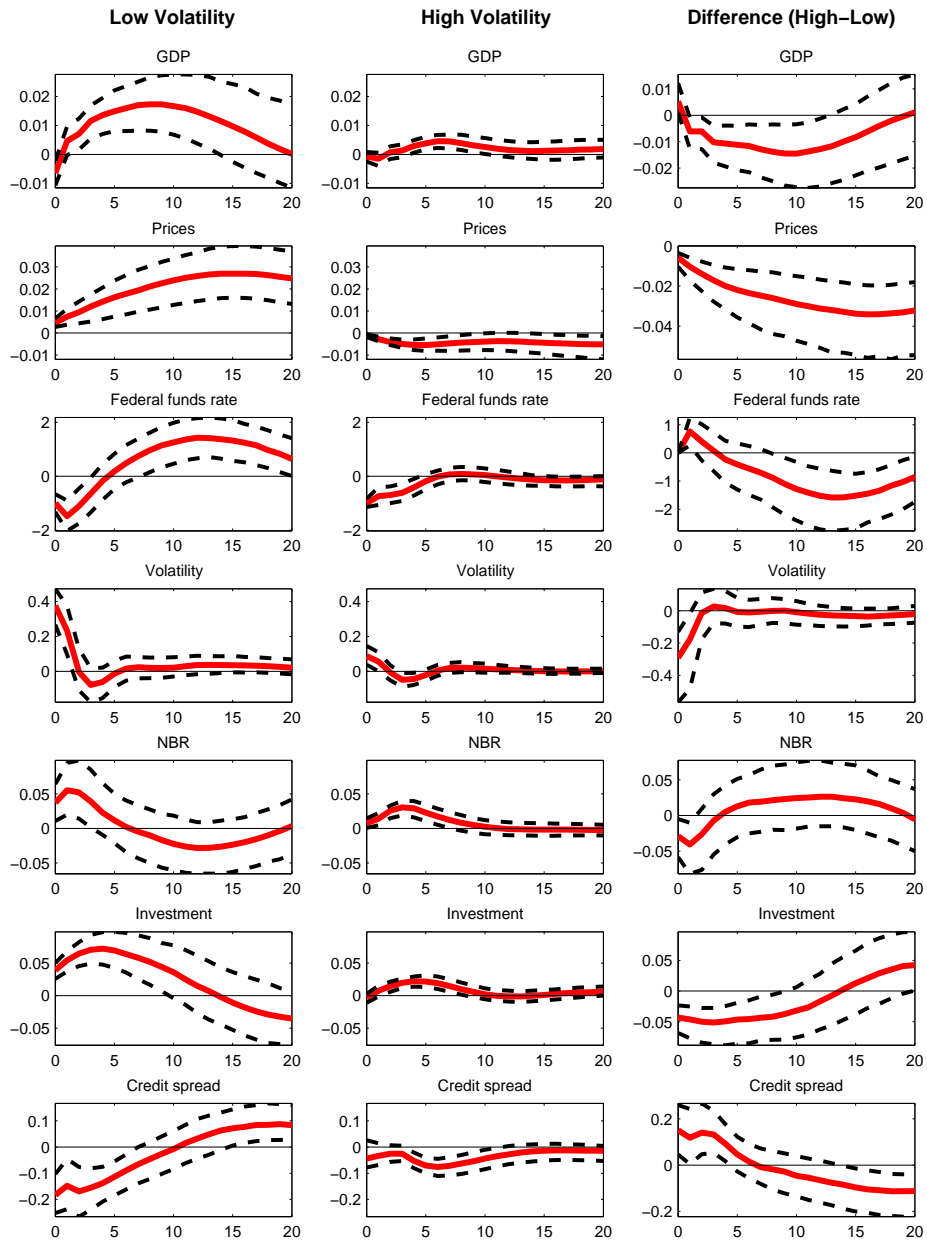 Low Volatility High Volatility Difference (High−Low)
GDP GDP GDP
0.02 0.02 0.01
0.01 0.01 0
0 0 −0.01
−0.01 −0.01 −0.02
0 5 10 15 20 0 5 10 15 20 0 5 10 15 20
Prices Prices Prices
0.03 0.03 0
0.02 0.02 −0.02
0.01 0.01 −0.04
0 0
−0.01 −0.01
0 5 10 15 20 0 5 10 15 20 0 5 10 15 20
Federal funds rate Federal funds rate Federal funds rate
2 2 1
0 0 0
−2 −2 −1
−2
0 5 10 15 20 0 5 10 15 20 0 5 10 15 20
Volatility Volatility Volatility
0.4 0.4 0
0.2 0.2 −0.2
0 0 −0.4
0 5 10 15 20 0 5 10 15 20 0 5 10 15 20
NBR NBR NBR
0.05 0.05 0.05
0 0 0
−0.05 −0.05 −0.05
0 5 10 15 20 0 5 10 15 20 0 5 10 15 20
Investment Investment Investment
0.05 0.05 0.05
0 0 0
−0.05 −0.05 −0.05
0 5 10 15 20 0 5 10 15 20 0 5 10 15 20
Credit spread Credit spread Credit spread
0.1 0.1 0.2
0 0 0
−0.1 −0.1 0.2
−0.2 −0.2
0 5 10 15 20 0 5 10 15 20 0 5 10 15 20